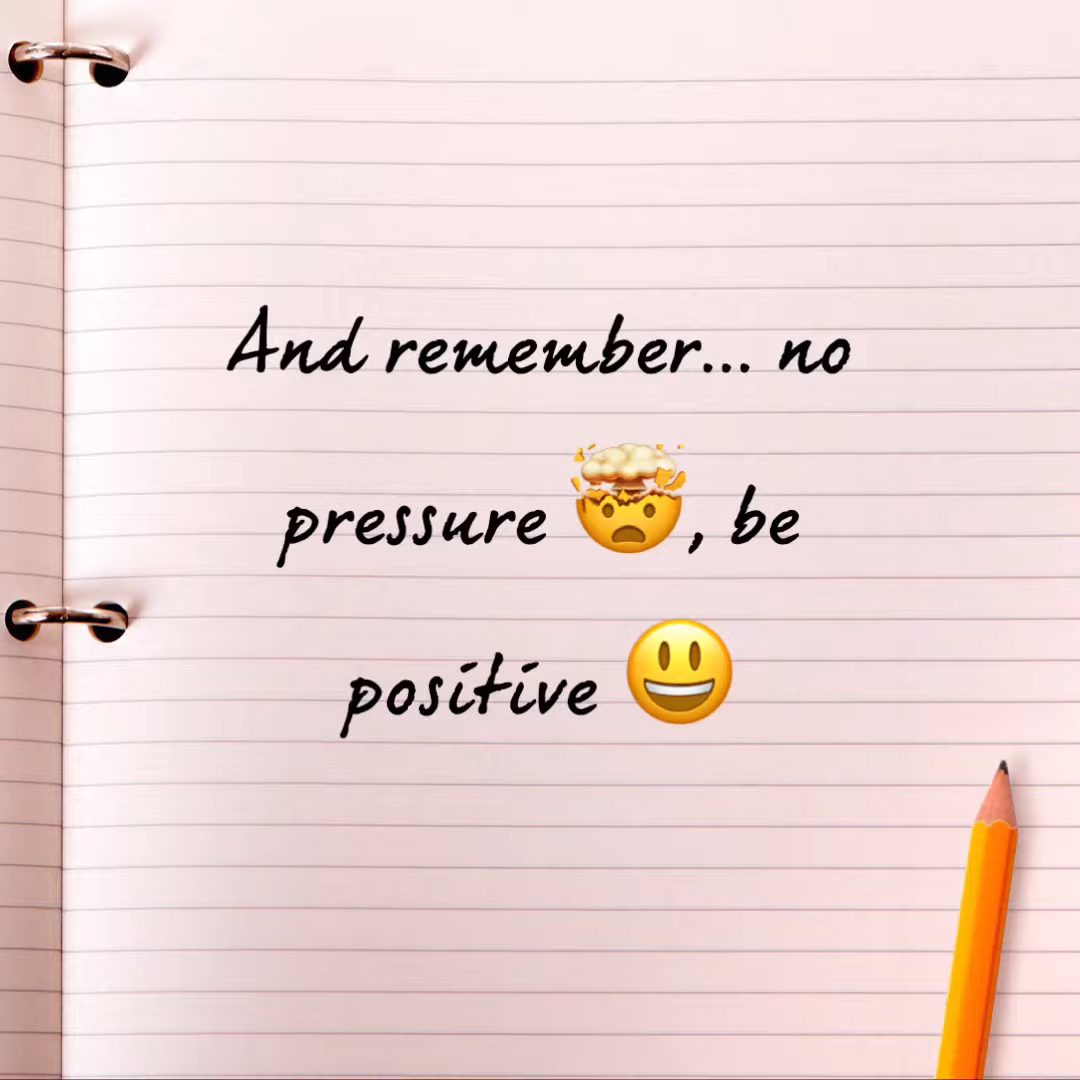 And remember... no
pressure 🤯, be
positive 😃